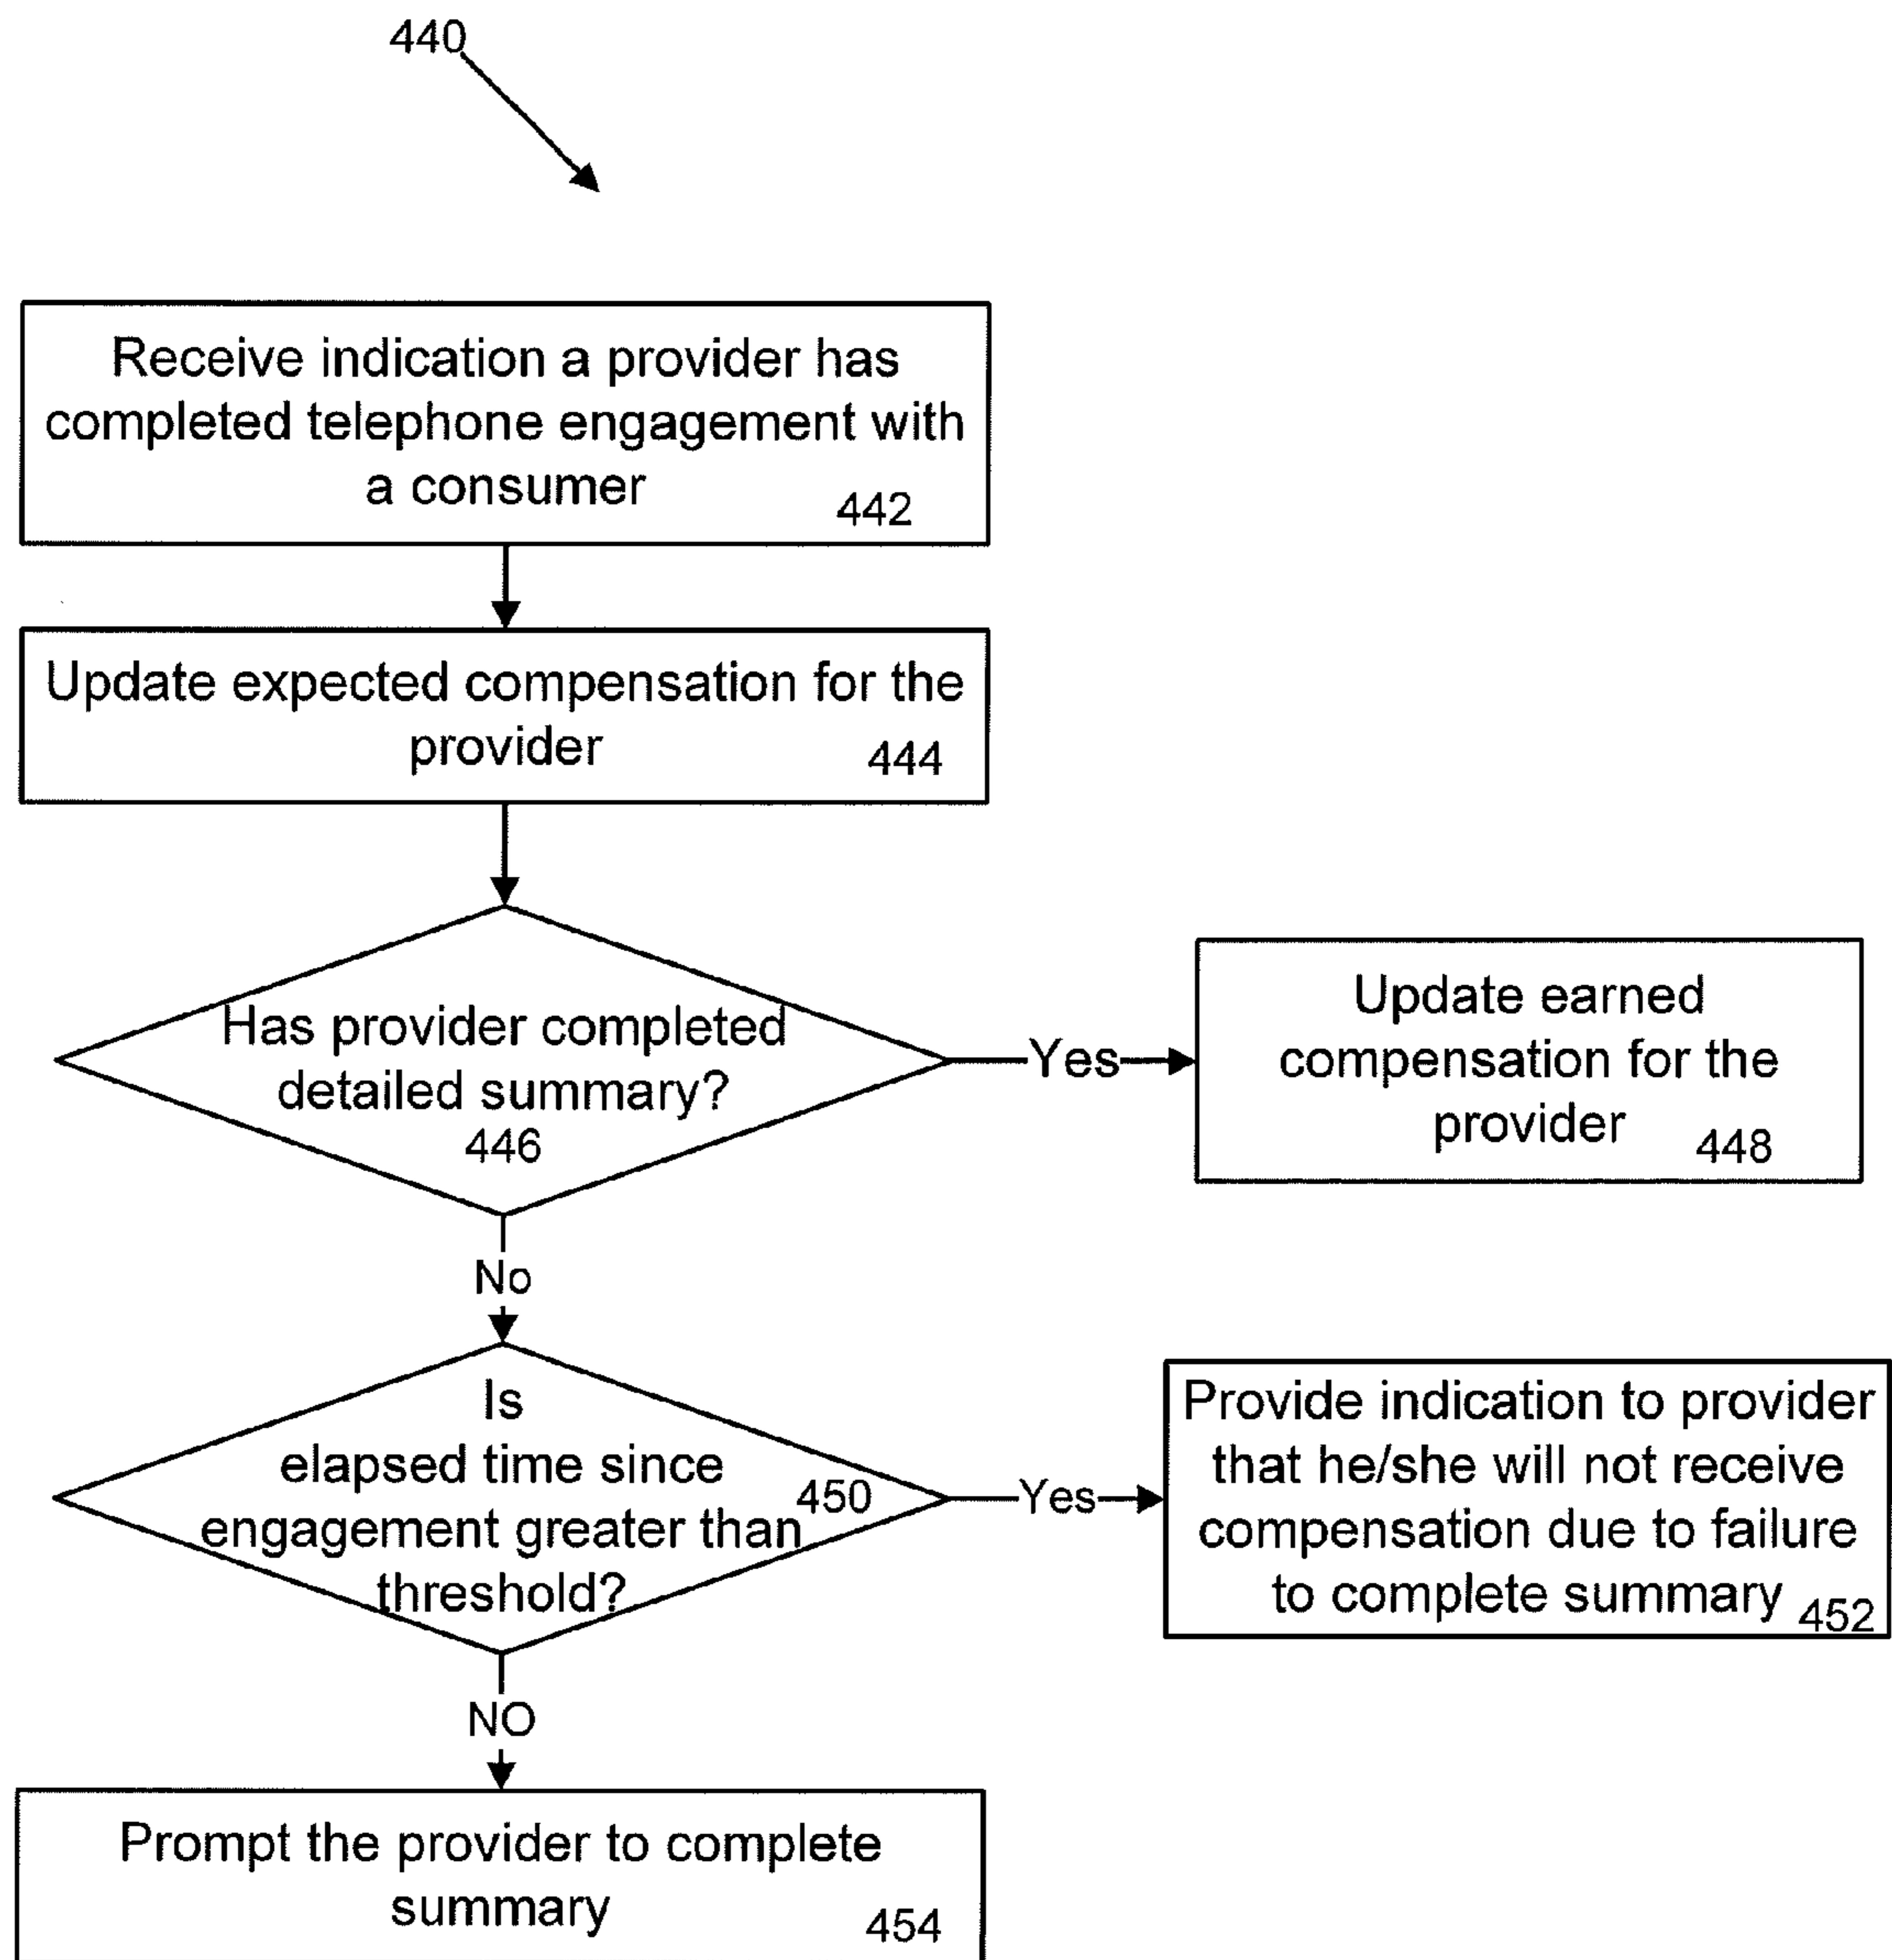 440
Receive indication a provider has
completed telephone engagement with
a consumer
442
Update expected compensation for the
provider
444
Has provider completed
detailed summary?
446
Yes
Update earned
compensation for the
provider
448
No
Is
elapsed time since
450
engagement greater than
threshold?
Yes
Provide indication to provider
that he/she will not receive
compensation due to failure
to complete summary
452
NO
Prompt the provider to complete
summary
454